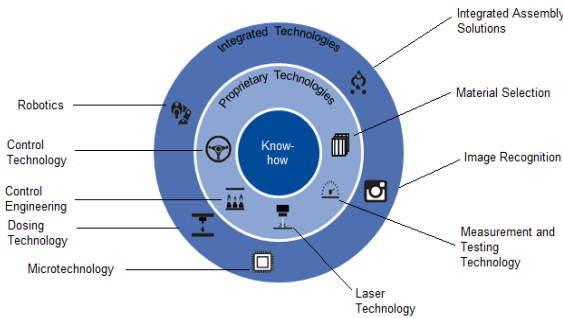 Integrated Assembly
Solutions
Integrated Technologies
Proprietary Technologies
Material Selection
Robotics
Control
Technology
Know-
how
Image Recognition
Control
Engineering
Dosing
Technology
Measurement and
Testing
Technology
Microtechnology
Laser
Technology